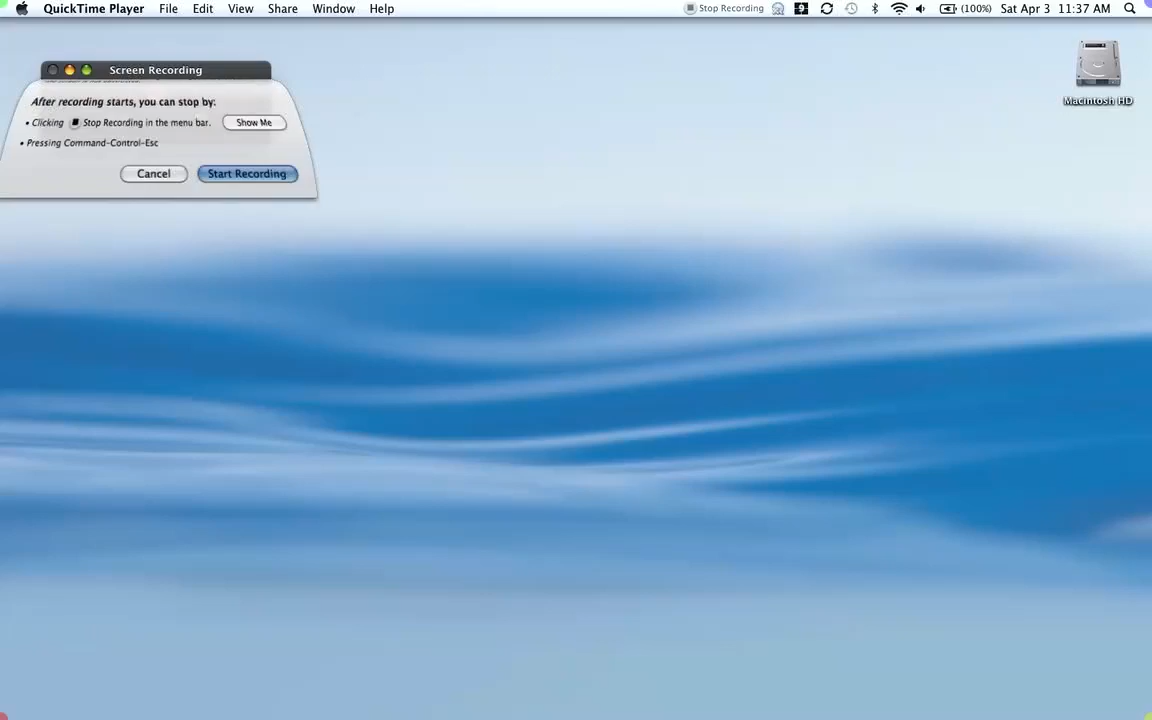 QuickTime Player File Edit View Share Window Help Stop Recording 9 (100%) Sat Apr 3 11:37 AM
Screen Recording
After recording starts, you can stop by:
• Clicking Stop Recording in the menu bar. Show Me
• Pressing Command-Control-Esc
Cancel Start Recording
Macintosh HD